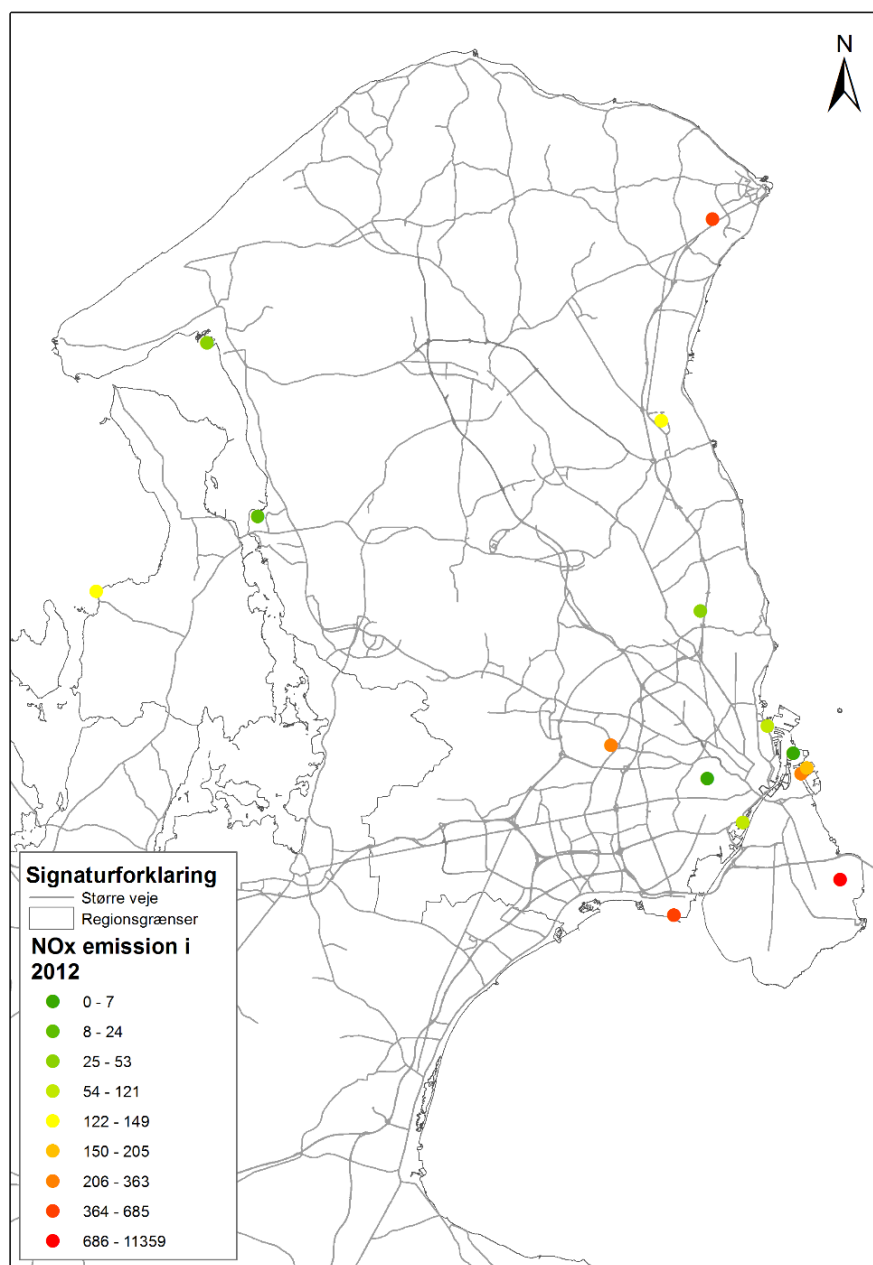 N
Signaturforklaring
Større veje
Regionsgrænser
NOx emission i
2012
0 - 7
8 - 24
25 - 53
54 - 121
122 - 149
150 - 205
206 - 363
364 - 685
686 - 11359